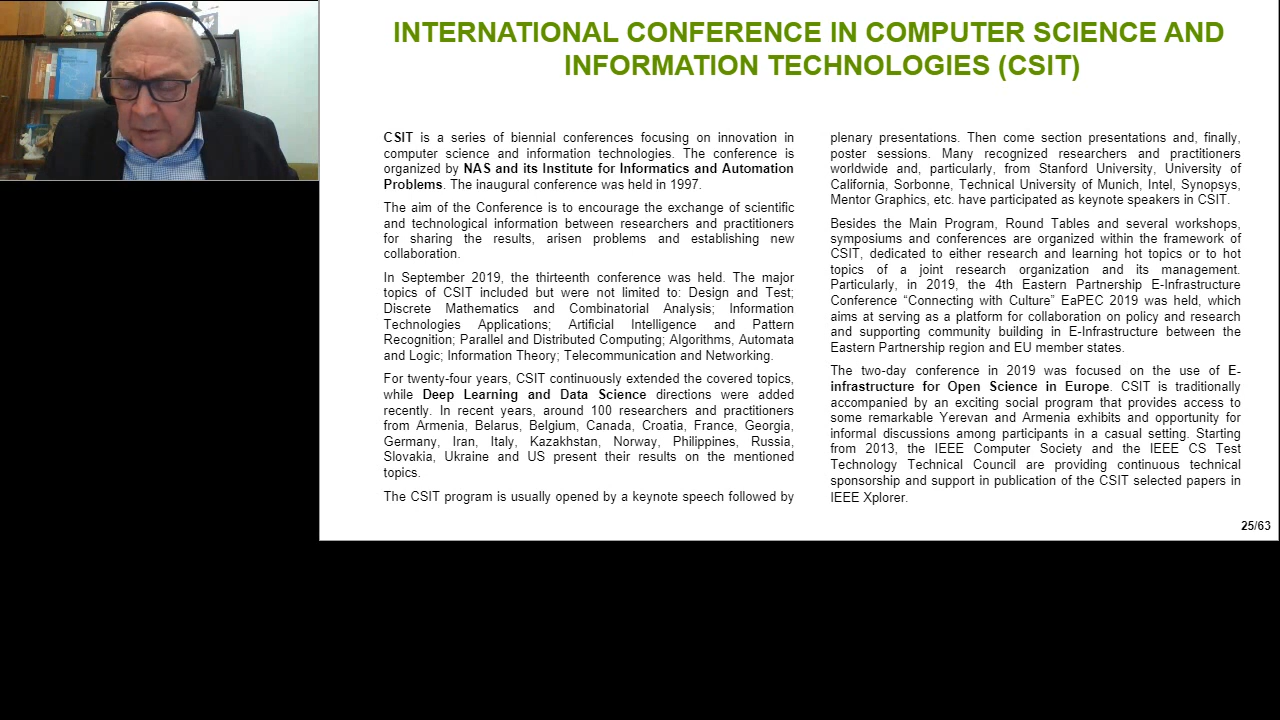 INTERNATIONAL CONFERENCE IN COMPUTER SCIENCE AND
INFORMATION TECHNOLOGIES (CSIT)
CSIT is a series of biennial conferences focusing on innovation in
computer science and information technologies. The conference is
organized by NAS and its Institute for Informatics and Automation
Problems. The inaugural conference was held in 1997.
The aim of the Conference is to encourage the exchange of scientific
and technological information between researchers and practitioners
for sharing the results, arisen problems and establishing new
collaboration.
In September 2019, the thirteenth conference was held. The major
topics of CSIT included but were not limited to: Design and Test;
Discrete Mathematics and Combinatorial Analysis; Information
Technologies Applications; Artificial Intelligence and Pattern
Recognition; Parallel and Distributed Computing; Algorithms, Automata
and Logic; Information Theory; Telecommunication and Networking.
For twenty-four years, CSIT continuously extended the covered topics,
while Deep Learning and Data Science directions were added
recently. In recent years, around 100 researchers and practitioners
from Armenia, Belarus, Belgium, Canada, Croatia, France, Georgia,
Germany, Iran, Italy, Kazakhstan, Norway, Philippines, Russia,
Slovakia, Ukraine and US present their results on the mentioned
topics.
The CSIT program is usually opened by a keynote speech followed by
plenary presentations. Then come section presentations and, finally,
poster sessions. Many recognized researchers and practitioners
worldwide and, particularly, from Stanford University, University of
California, Sorbonne, Technical University of Munich, Intel, Synopsys,
Mentor Graphics, etc. have participated as keynote speakers in CSIT.
Besides the Main Program, Round Tables and several workshops,
symposiums and conferences are organized within the framework of
CSIT, dedicated to either research and learning hot topics or to hot
topics of a joint research organization and its management.
Particularly, in 2019, the 4th Eastern Partnership E-Infrastructure
Conference “Connecting with Culture” EaPEC 2019 was held, which
aims at serving as a platform for collaboration on policy and research
and supporting community building in E-Infrastructure between the
Eastern Partnership region and EU member states.
The two-day conference in 2019 was focused on the use of E-
infrastructure for Open Science in Europe. CSIT is traditionally
accompanied by an exciting social program that provides access to
some remarkable Yerevan and Armenia exhibits and opportunity for
informal discussions among participants in a casual setting. Starting
from 2013, the IEEE Computer Society and the IEEE CS Test
Technology Technical Council are providing continuous technical
sponsorship and support in publication of the CSIT selected papers in
IEEE Xplorer.
25/63